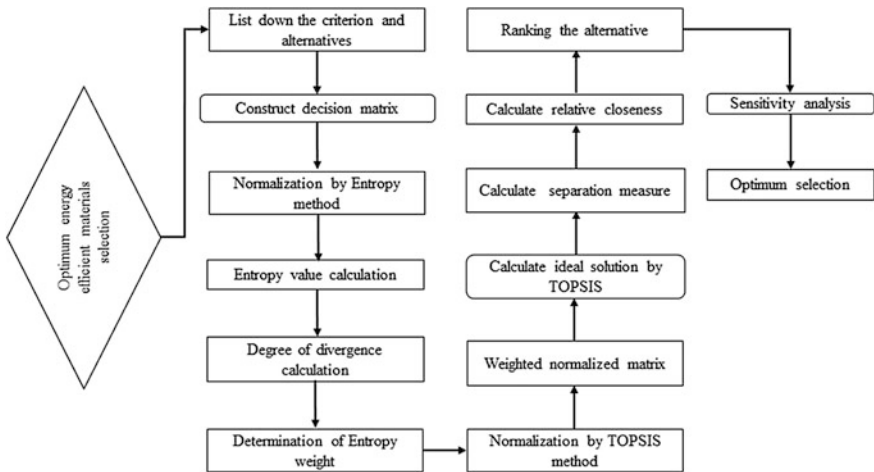 Optimum energy
efficient materials
selection
List down the criterion and
alternatives
Construct decision matrix
Normalization by Entropy
method
Entropy value calculation
Degree of divergence
calculation
Determination of Entropy
weight
Normalization by TOPSIS
method
Weighted normalized matrix
Calculate ideal solution by
TOPSIS
Calculate separation measure
Calculate relative closeness
Ranking the alternative
Sensitivity analysis
Optimum selection